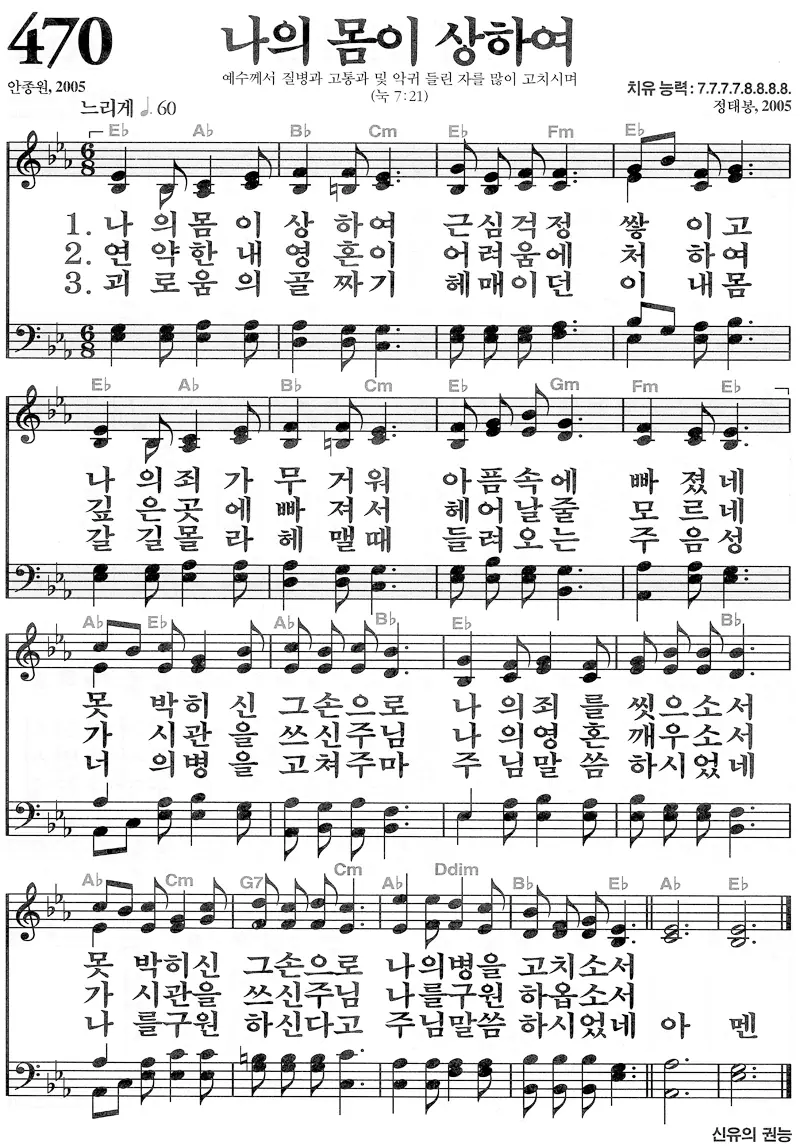 470 나의 몸이 상하여
예수께서 질병과 고통과 및 악귀 들린 자를 많이 고치시며
(눅 7:21)
안종원, 2005
치유 능력 : 7.7.7.7.8.8.8.8.
정태봉, 2005
느리게 ♩. 60
E♭ A♭ B♭ Cm E♭ Fm E♭
6/8
1. 나 의 몸 이 상 하 여 근 심 걱 정 쌓 이 고
2. 연 약 한 내 영 혼 이 어 려 움 에 처 하 여
3. 괴 로 움 의 골 짜 기 헤 매 이 던 이 내 몸
6/8
E♭ A♭ B♭ Cm E♭ Gm Fm E♭
나 의 죄 가 무 거 워 아 픔 속 에 빠 졌 네
깊 은 곳 에 빠 져 서 헤 어 날 줄 모 르 네
갈 길 몰 라 헤 맬 때 들 려 오 는 주 음 성
A♭ E♭ A♭ B♭ E♭ B♭
못 박 히 신 그 손 으 로 나 의 죄 를 씻 으 소 서
가 시 관 을 쓰 신 주 님 나 의 영 혼 깨 우 소 서
너 의 병 을 고 쳐 주 마 주 님 말 씀 하 시 었 네
A♭ Cm G7 Cm A♭ Ddim B♭ E♭ A♭ E♭
못 박 히 신 그 손 으 로 나 의 병 을 고 치 소 서
가 시 관 을 쓰 신 주 님 나 를 구 원 하 옵 소 서
나 를 구 원 하 신 다 고 주 님 말 씀 하 시 었 네 아 멘
신유의 권능